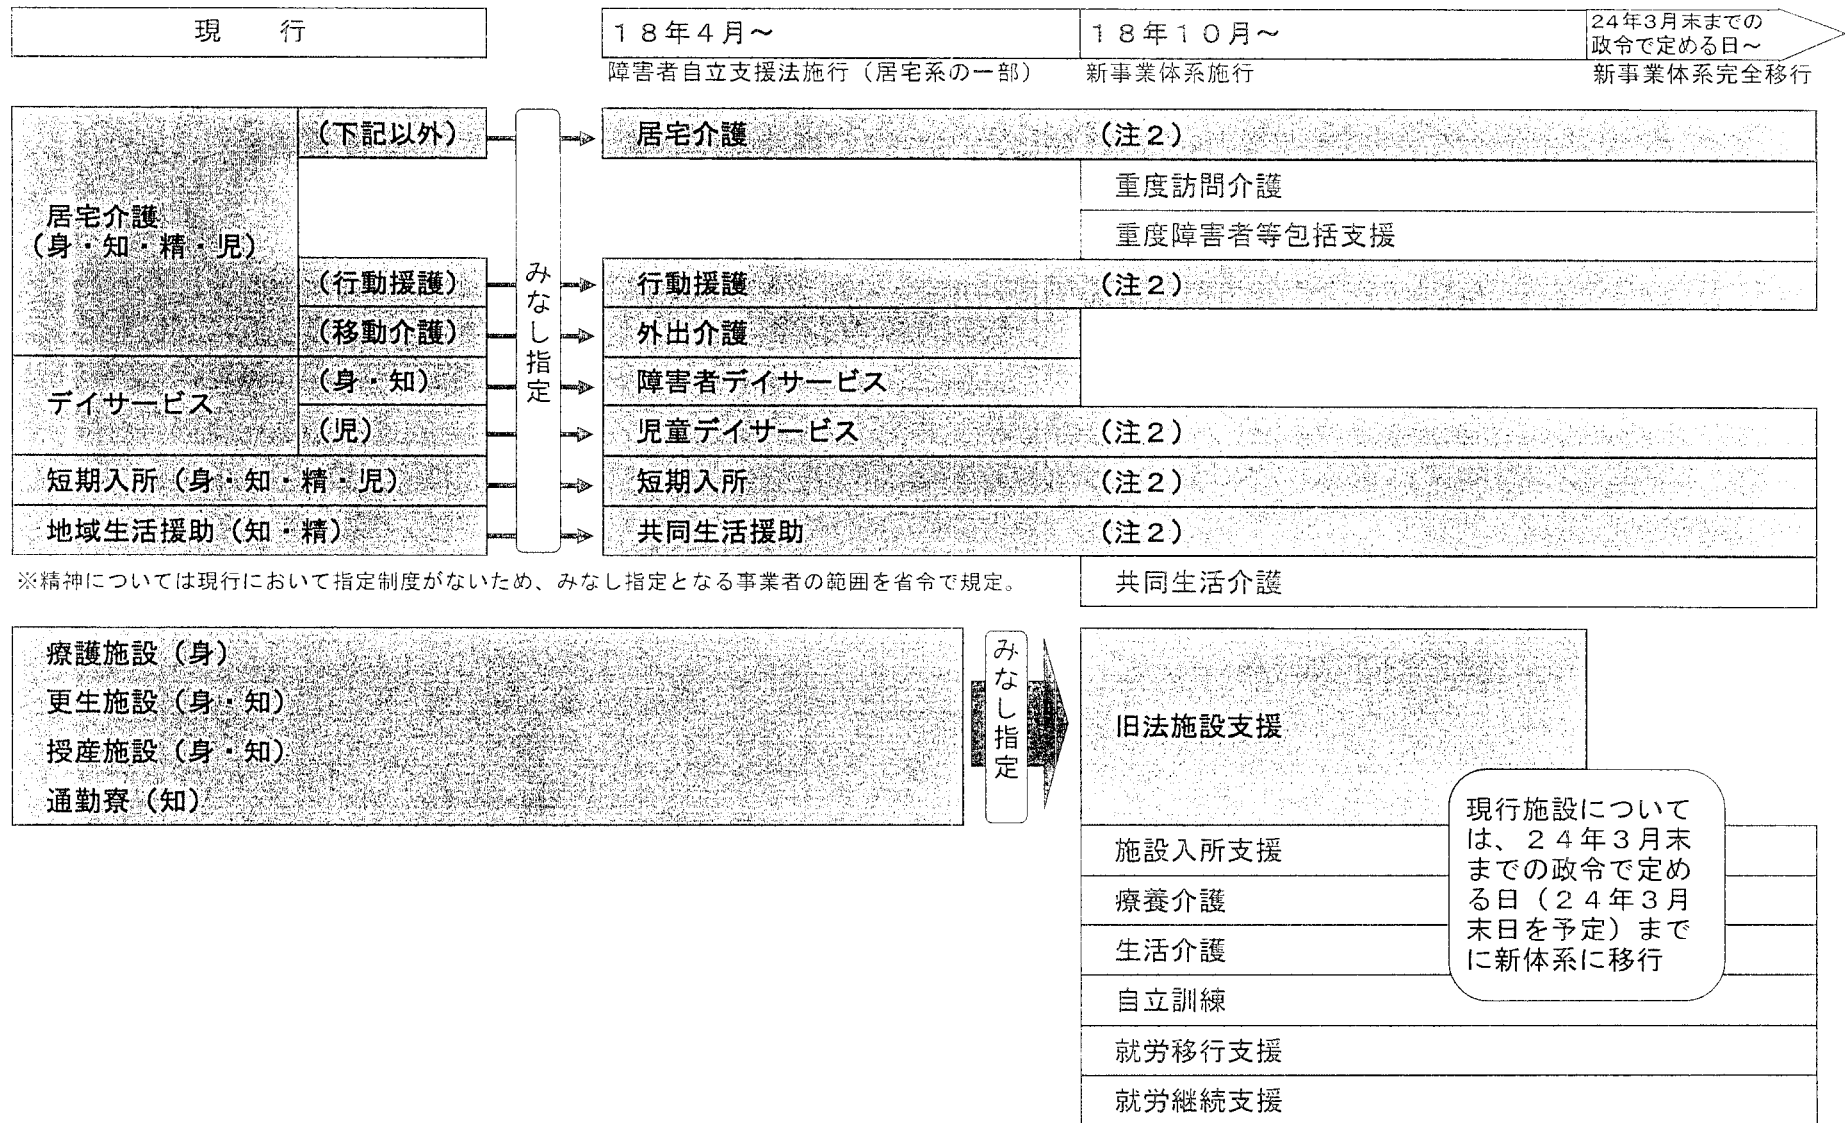 現　行
１８年４月～
１８年１０月～
24年3月末までの
政令で定める日～
障害者自立支援法施行（居宅系の一部）
新事業体系施行
新事業体系完全移行
居宅介護
（身・知・精・児）
（下記以外）
みなし指定
居宅介護
（注２）
重度訪問介護
重度障害者等包括支援
（行動援護）
行動援護
（注２）
（移動介護）
外出介護
デイサービス
（身・知）
障害者デイサービス
（児）
児童デイサービス
（注２）
短期入所（身・知・精・児）
短期入所
（注２）
地域生活援助（知・精）
共同生活援助
（注２）
共同生活介護
※精神については現行において指定制度がないため、みなし指定となる事業者の範囲を省令で規定。
療護施設（身）
更生施設（身・知）
授産施設（身・知）
通勤寮（知）
みなし指定
旧法施設支援
現行施設について
は、２４年３月末
までの政令で定め
る日（２４年３月
末日を予定）まで
に新体系に移行
施設入所支援
療養介護
生活介護
自立訓練
就労移行支援
就労継続支援